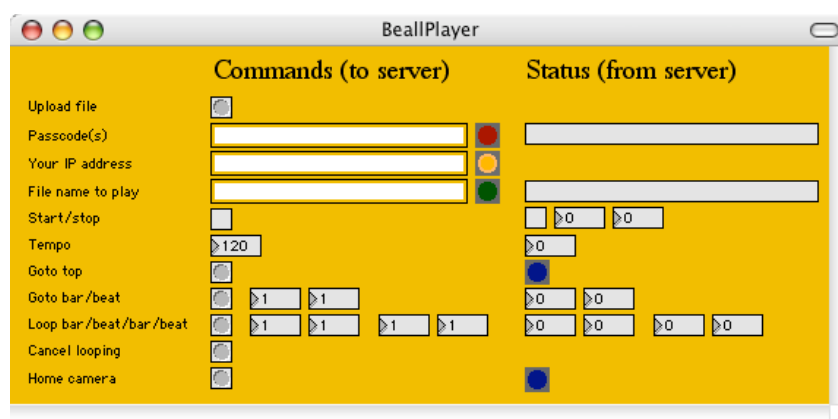 BeallPlayer
Commands (to server) Status (from server)
Upload file
Passcode(s)
Your IP address
File name to play
Start/stop 0 0
Tempo 120 0
Goto top
Goto bar/beat 1 1 0 0
Loop bar/beat/bar/beat 1 1 1 1 0 0 0 0
Cancel looping
Home camera